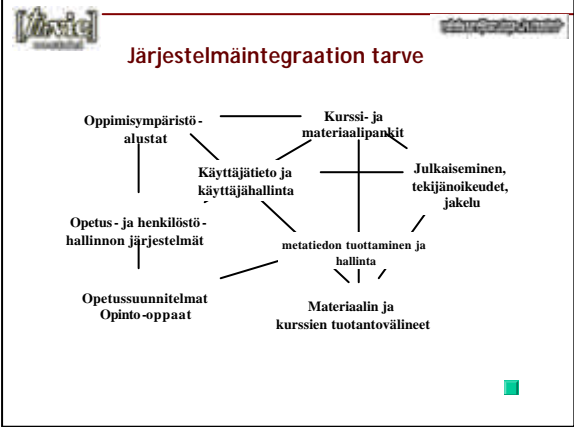 Järjestelmäintegraation tarve
Oppimisympäristö-
alustat
Kurssi- ja
materiaalipankit
Käyttäjätieto ja
käyttäjähallinta
Julkaiseminen,
tekijänoikeudet,
jakelu
Opetus- ja henkilöstö-
hallinnon järjestelmät
metatiedon tuottaminen ja
hallinta
Opetussuunnitelmat
Opinto-oppaat
Materiaalin ja
kurssien tuotantovälineet